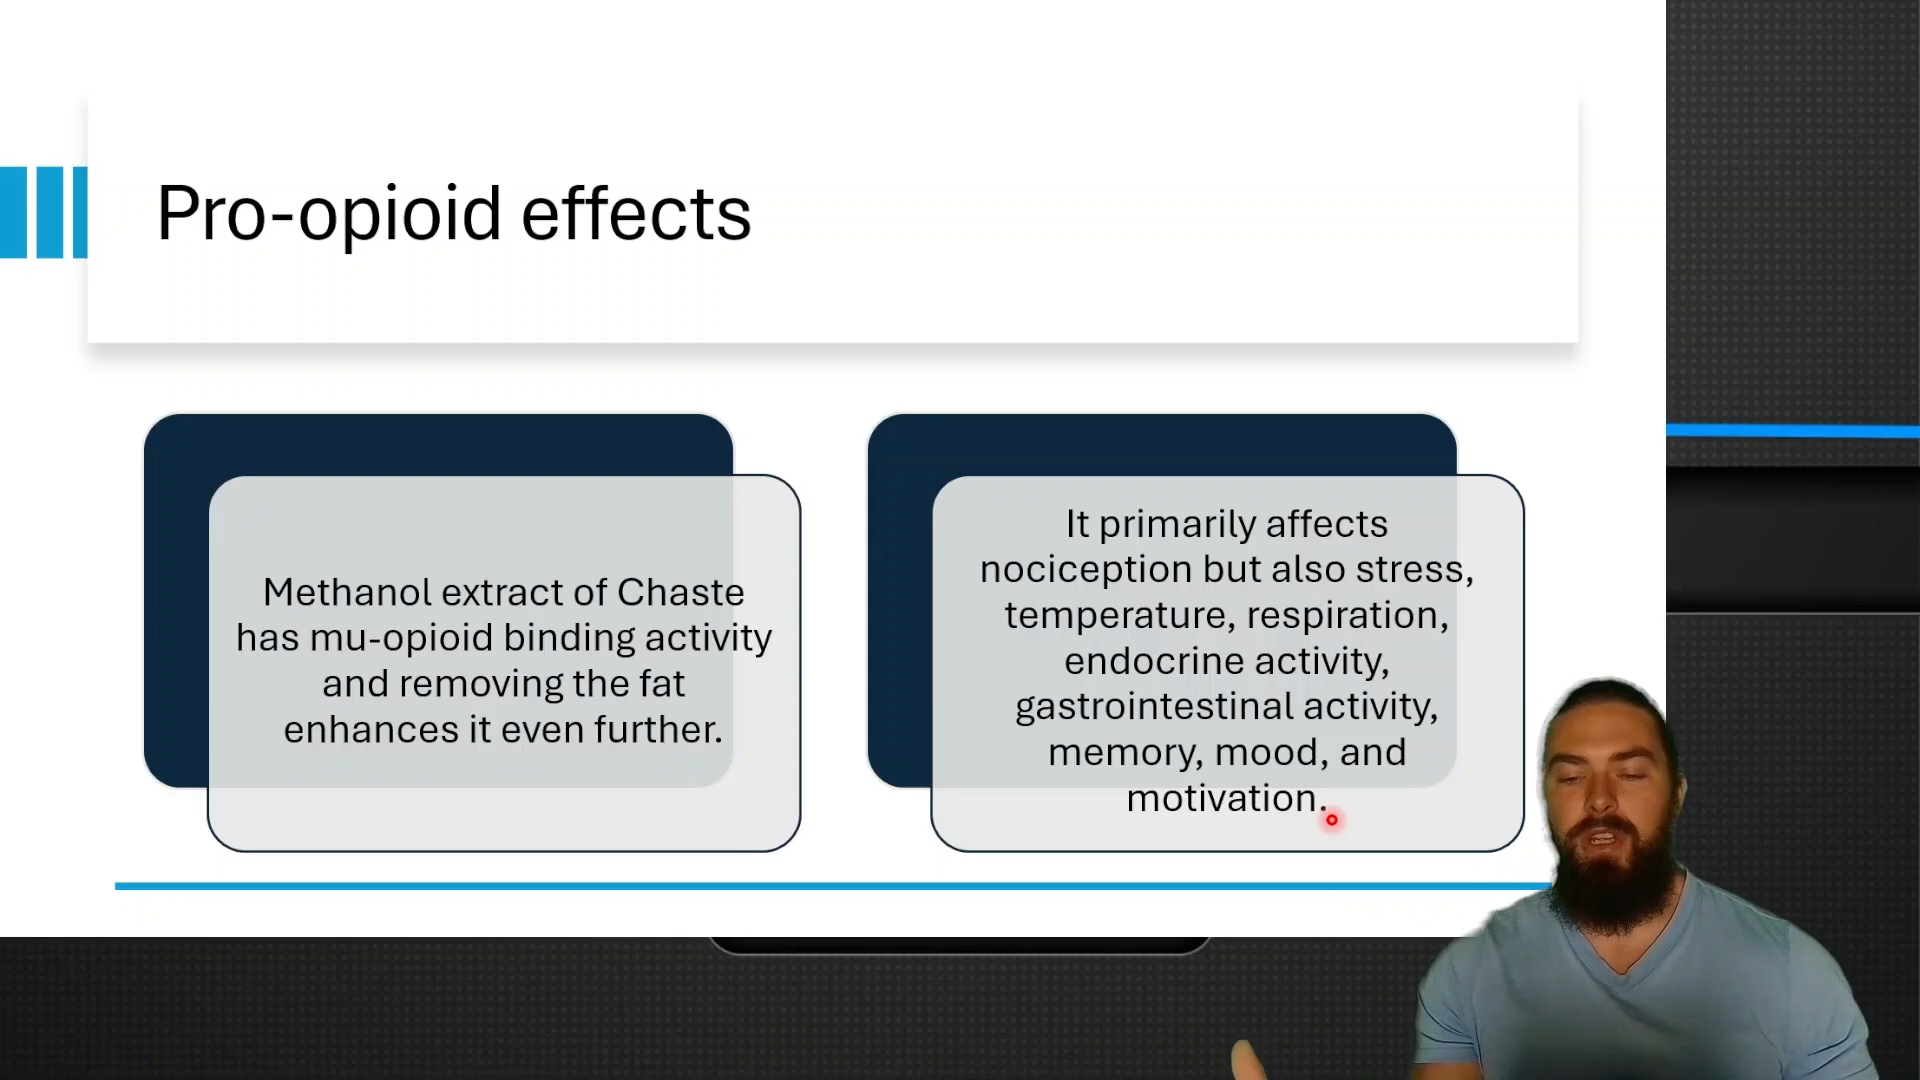 Pro-opioid effects
Methanol extract of Chaste
has mu-opioid binding activity
and removing the fat
enhances it even further.
It primarily affects
nociception but also stress,
temperature, respiration,
endocrine activity,
gastrointestinal activity,
memory, mood, and
motivation.